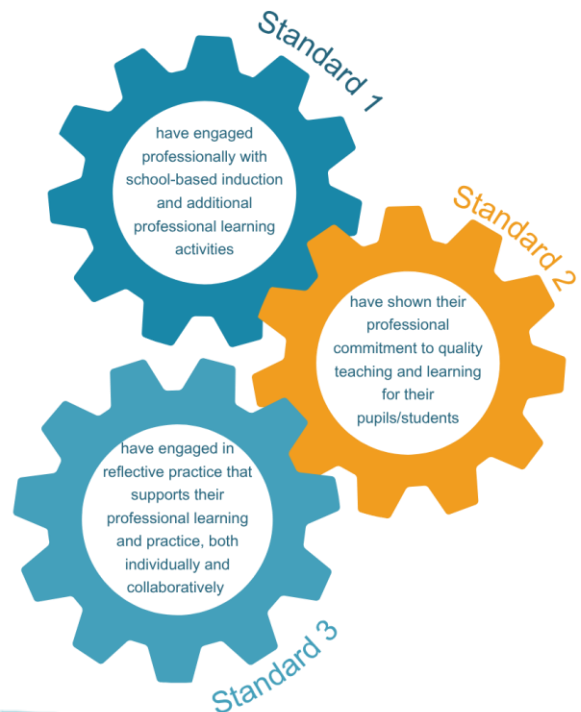 Standard 1
have engaged
professionally with
school-based induction
and additional
professional learning
activities
Standard 2
have shown their
professional
commitment to quality
teaching and learning
for their
pupils/students
have engaged in
reflective practice that
supports their
professional learning
and practice, both
individually and
collaboratively
Standard 3